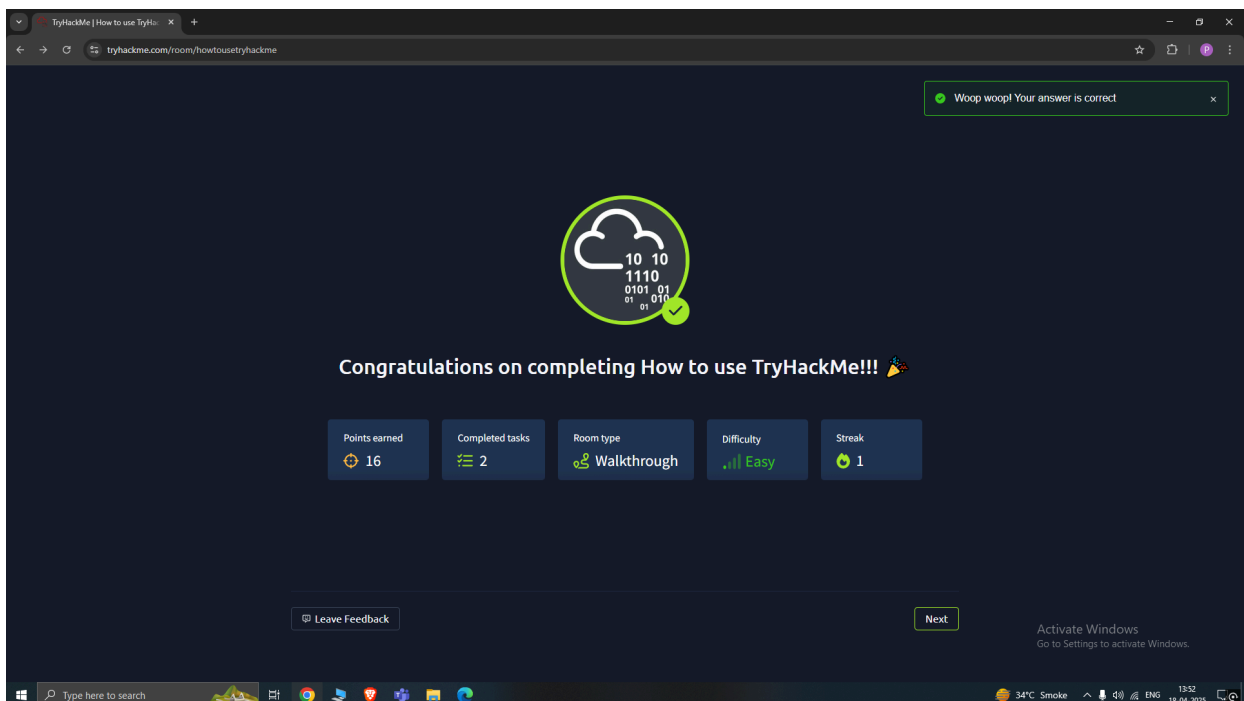 TryHackMe | How to use TryHac
tryhackme.com/room/howtousetryhackme
P
Woop woop! Your answer is correct
10 10
1110
0101 01
01 010
01
Congratulations on completing How to use TryHackMe!!!
Points earned
16
Completed tasks
2
Room type
Walkthrough
Difficulty
Easy
Streak
1
Leave Feedback
Next
Activate Windows
Go to Settings to activate Windows.
Type here to search
34°C Smoke
ENG
13:52
18-04-2025